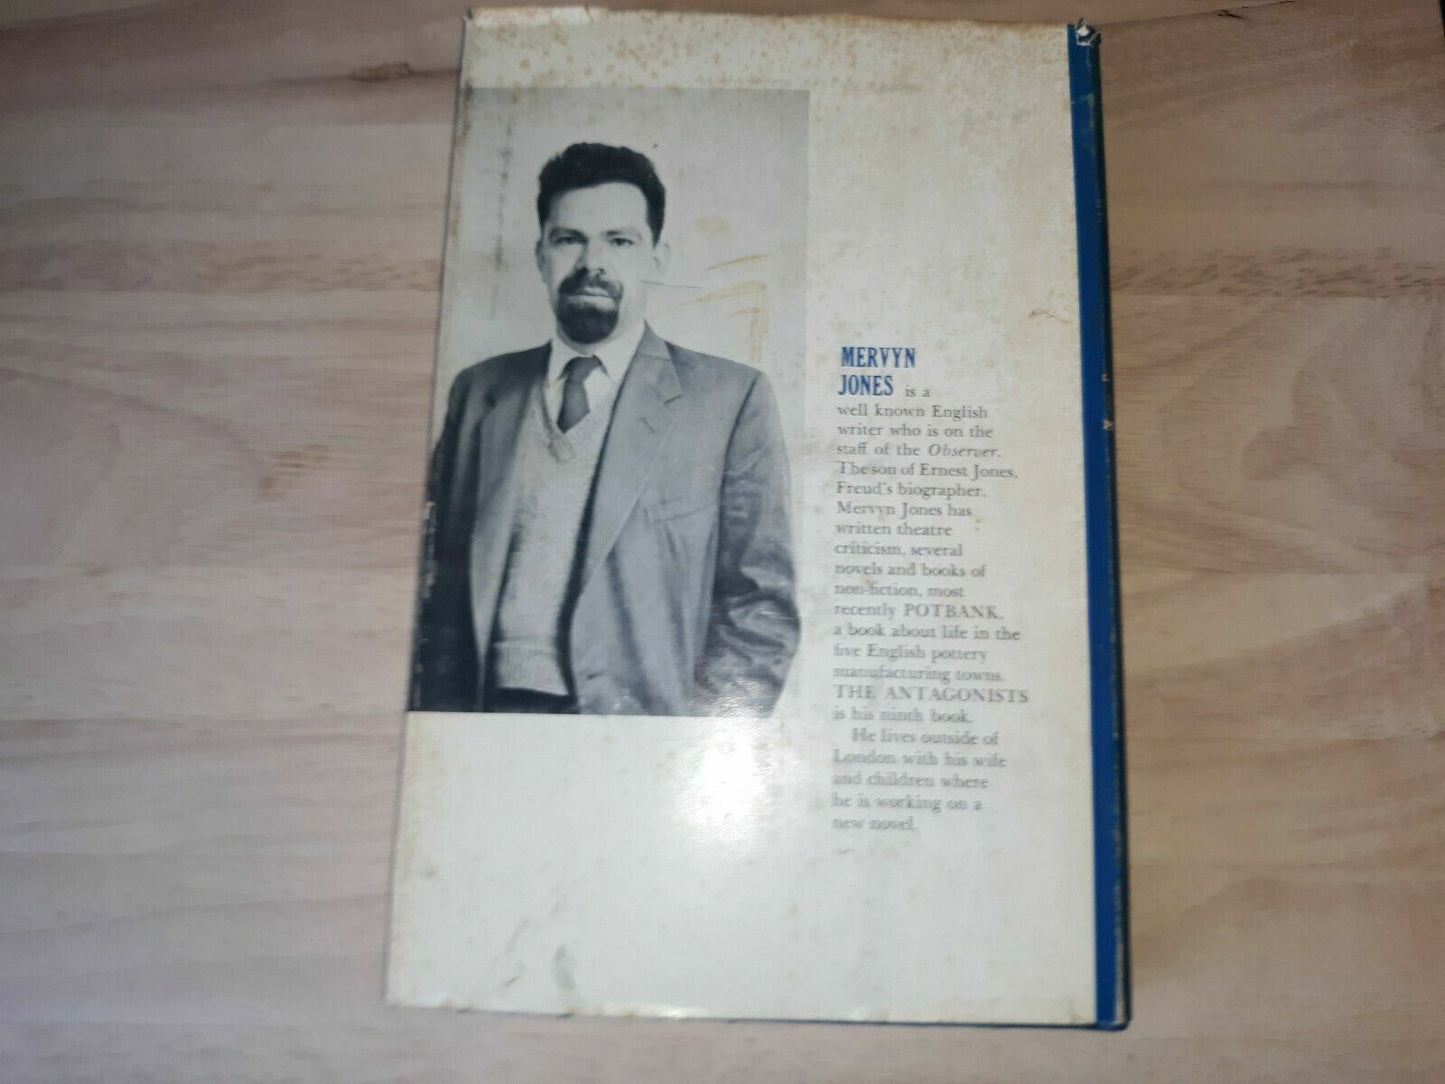 MERVYN
JONES is a
well known English
writer who is on the
staff of the Observer.
The son of Ernest Jones,
Freud's biographer,
Mervyn Jones has
written theatre
criticism, several
novels and books of
non-fiction, most
recently POTBANK,
a book about life in the
five English pottery
manufacturing towns.
THE ANTAGONISTS
is his ninth book.
He lives outside of
London with his wife
and children where
he is working on a
new novel.